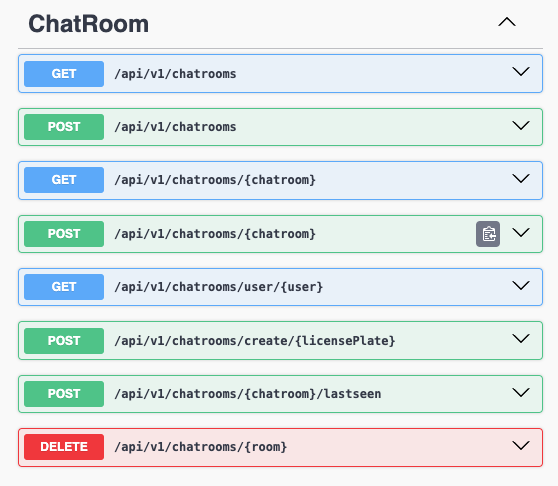 ChatRoom
GET /api/v1/chatrooms
POST /api/v1/chatrooms
GET /api/v1/chatrooms/{chatroom}
POST /api/v1/chatrooms/{chatroom}
GET /api/v1/chatrooms/user/{user}
POST /api/v1/chatrooms/create/{licensePlate}
POST /api/v1/chatrooms/{chatroom}/lastseen
DELETE /api/v1/chatrooms/{room}